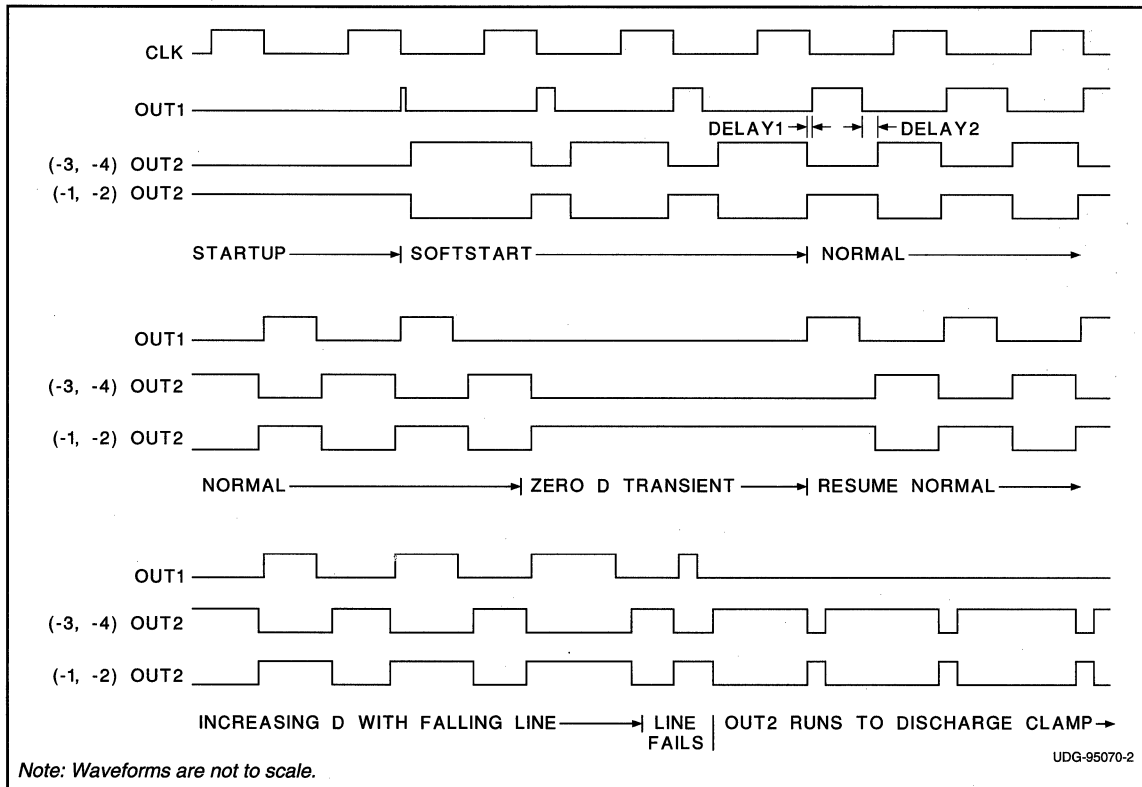 CLK
OUT1
DELAY1 DELAY2
(-3, -4) OUT2
(-1, -2) OUT2
STARTUP SOFTSTART NORMAL
OUT1
(-3, -4) OUT2
(-1, -2) OUT2
NORMAL ZERO D TRANSIENT RESUME NORMAL
OUT1
(-3, -4) OUT2
(-1, -2) OUT2
INCREASING D WITH FALLING LINE LINE FAILS OUT2 RUNS TO DISCHARGE CLAMP
UDG-95070-2
Note: Waveforms are not to scale.